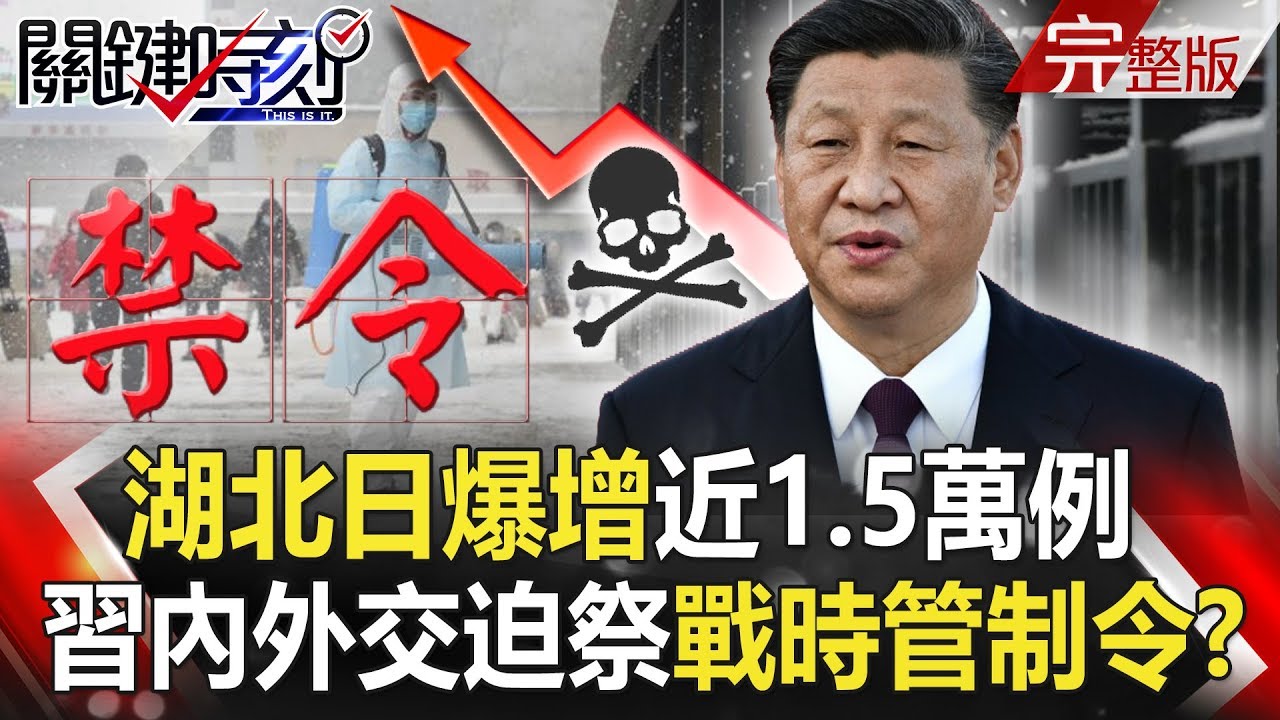 關鍵時刻
THIS IS IT.
完整版
禁令
湖北日爆增近1.5萬例
習內外交迫祭戰時管制令?